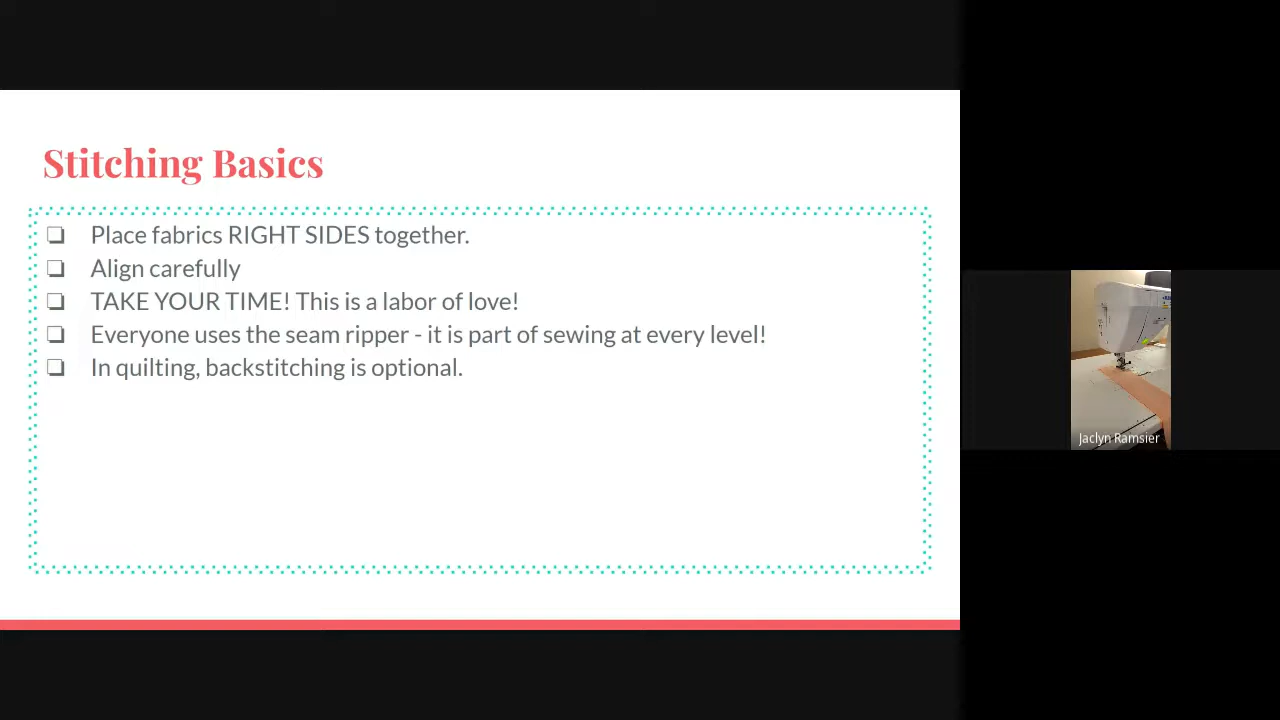 Stitching Basics
Place fabrics RIGHT SIDES together.
Align carefully
TAKE YOUR TIME! This is a labor of love!
Everyone uses the seam ripper - it is part of sewing at every level!
In quilting, backstitching is optional.
Jaclyn Ramsier